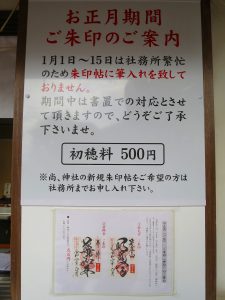 お正月期間
ご朱印のご案内
1月1日～15日は社務所繁忙
のため朱印帖に筆入れを致して
おりません。
期間中は書置での対応とさせ
て頂きますので、どうぞご了承
下さいませ。
初穂料 500円
※尚、神社の新規朱印帖をご希望の方は
社務所までお申し入れ下さい。